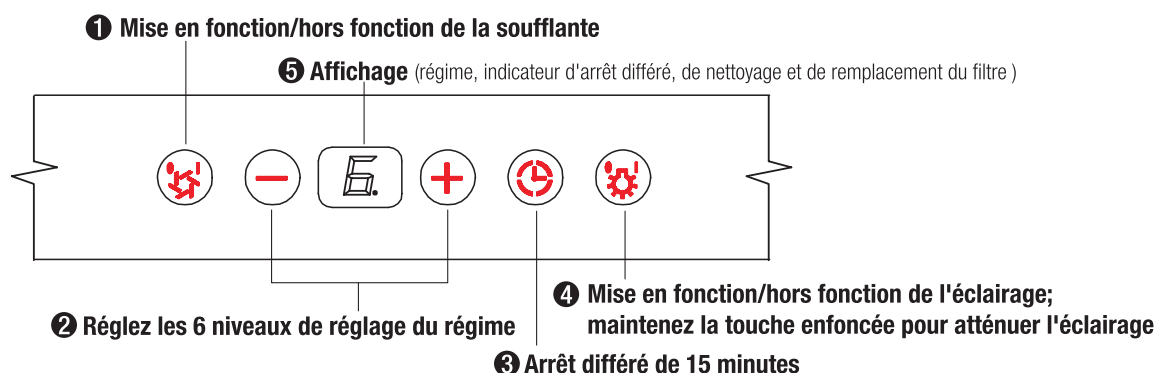 ❶ Mise en fonction/hors fonction de la soufflante
❺ Affichage (régime, indicateur d'arrêt différé, de nettoyage et de remplacement du filtre )
6.
❹ Mise en fonction/hors fonction de l'éclairage;
maintenez la touche enfoncée pour atténuer l'éclairage
❷ Réglez les 6 niveaux de réglage du régime
❸ Arrêt différé de 15 minutes